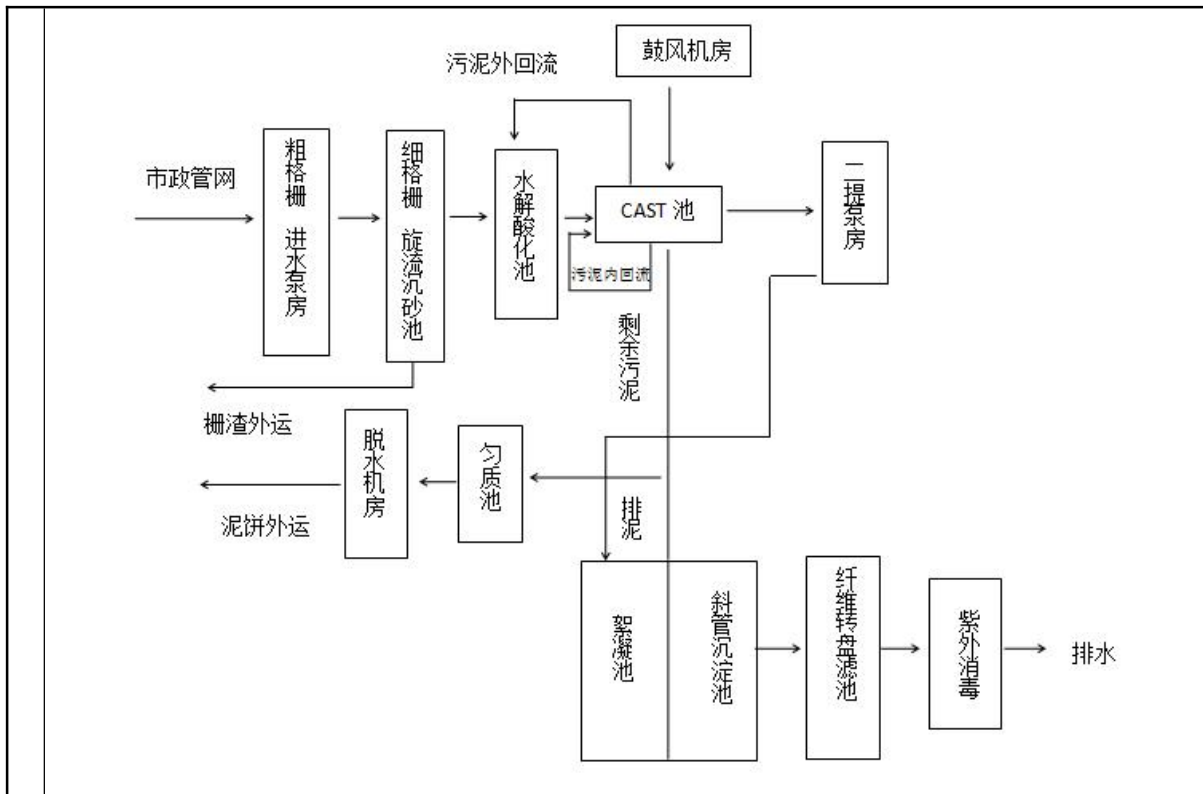 鼓风机房
污泥外回流
市政管网
粗格栅 进水泵房
细格栅 旋流沉砂池
水解酸化池
CAST 池
二提泵房
污泥内回流
剩余污泥
栅渣外运
脱水机房
匀质池
泥饼外运
排泥
絮凝池
斜管沉淀池
纤维转盘滤池
紫外消毒
排水